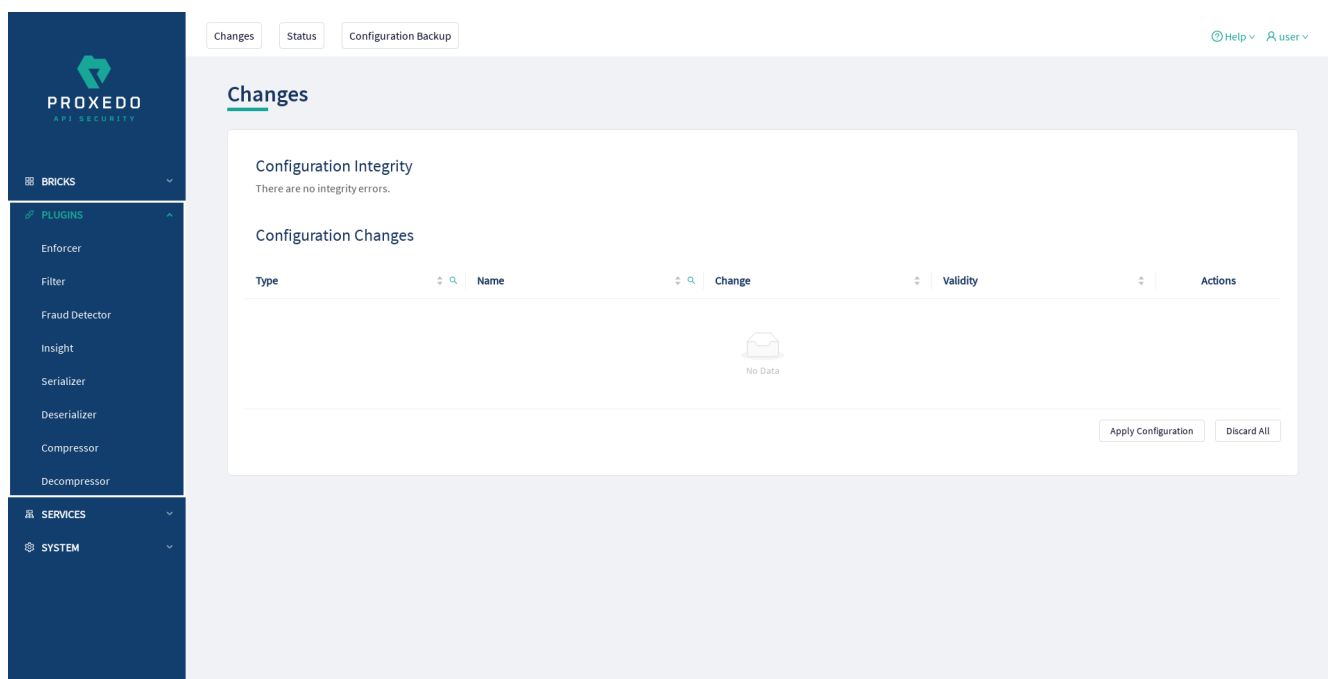 PROXEDO
API SECURITY
BRICKS
PLUGINS
Enforcer
Filter
Fraud Detector
Insight
Serializer
Deserializer
Compressor
Decompressor
SERVICES
SYSTEM
Changes Status Configuration Backup Help user
Changes
Configuration Integrity
There are no integrity errors.
Configuration Changes
Type Name Change Validity Actions
No Data
Apply Configuration Discard All